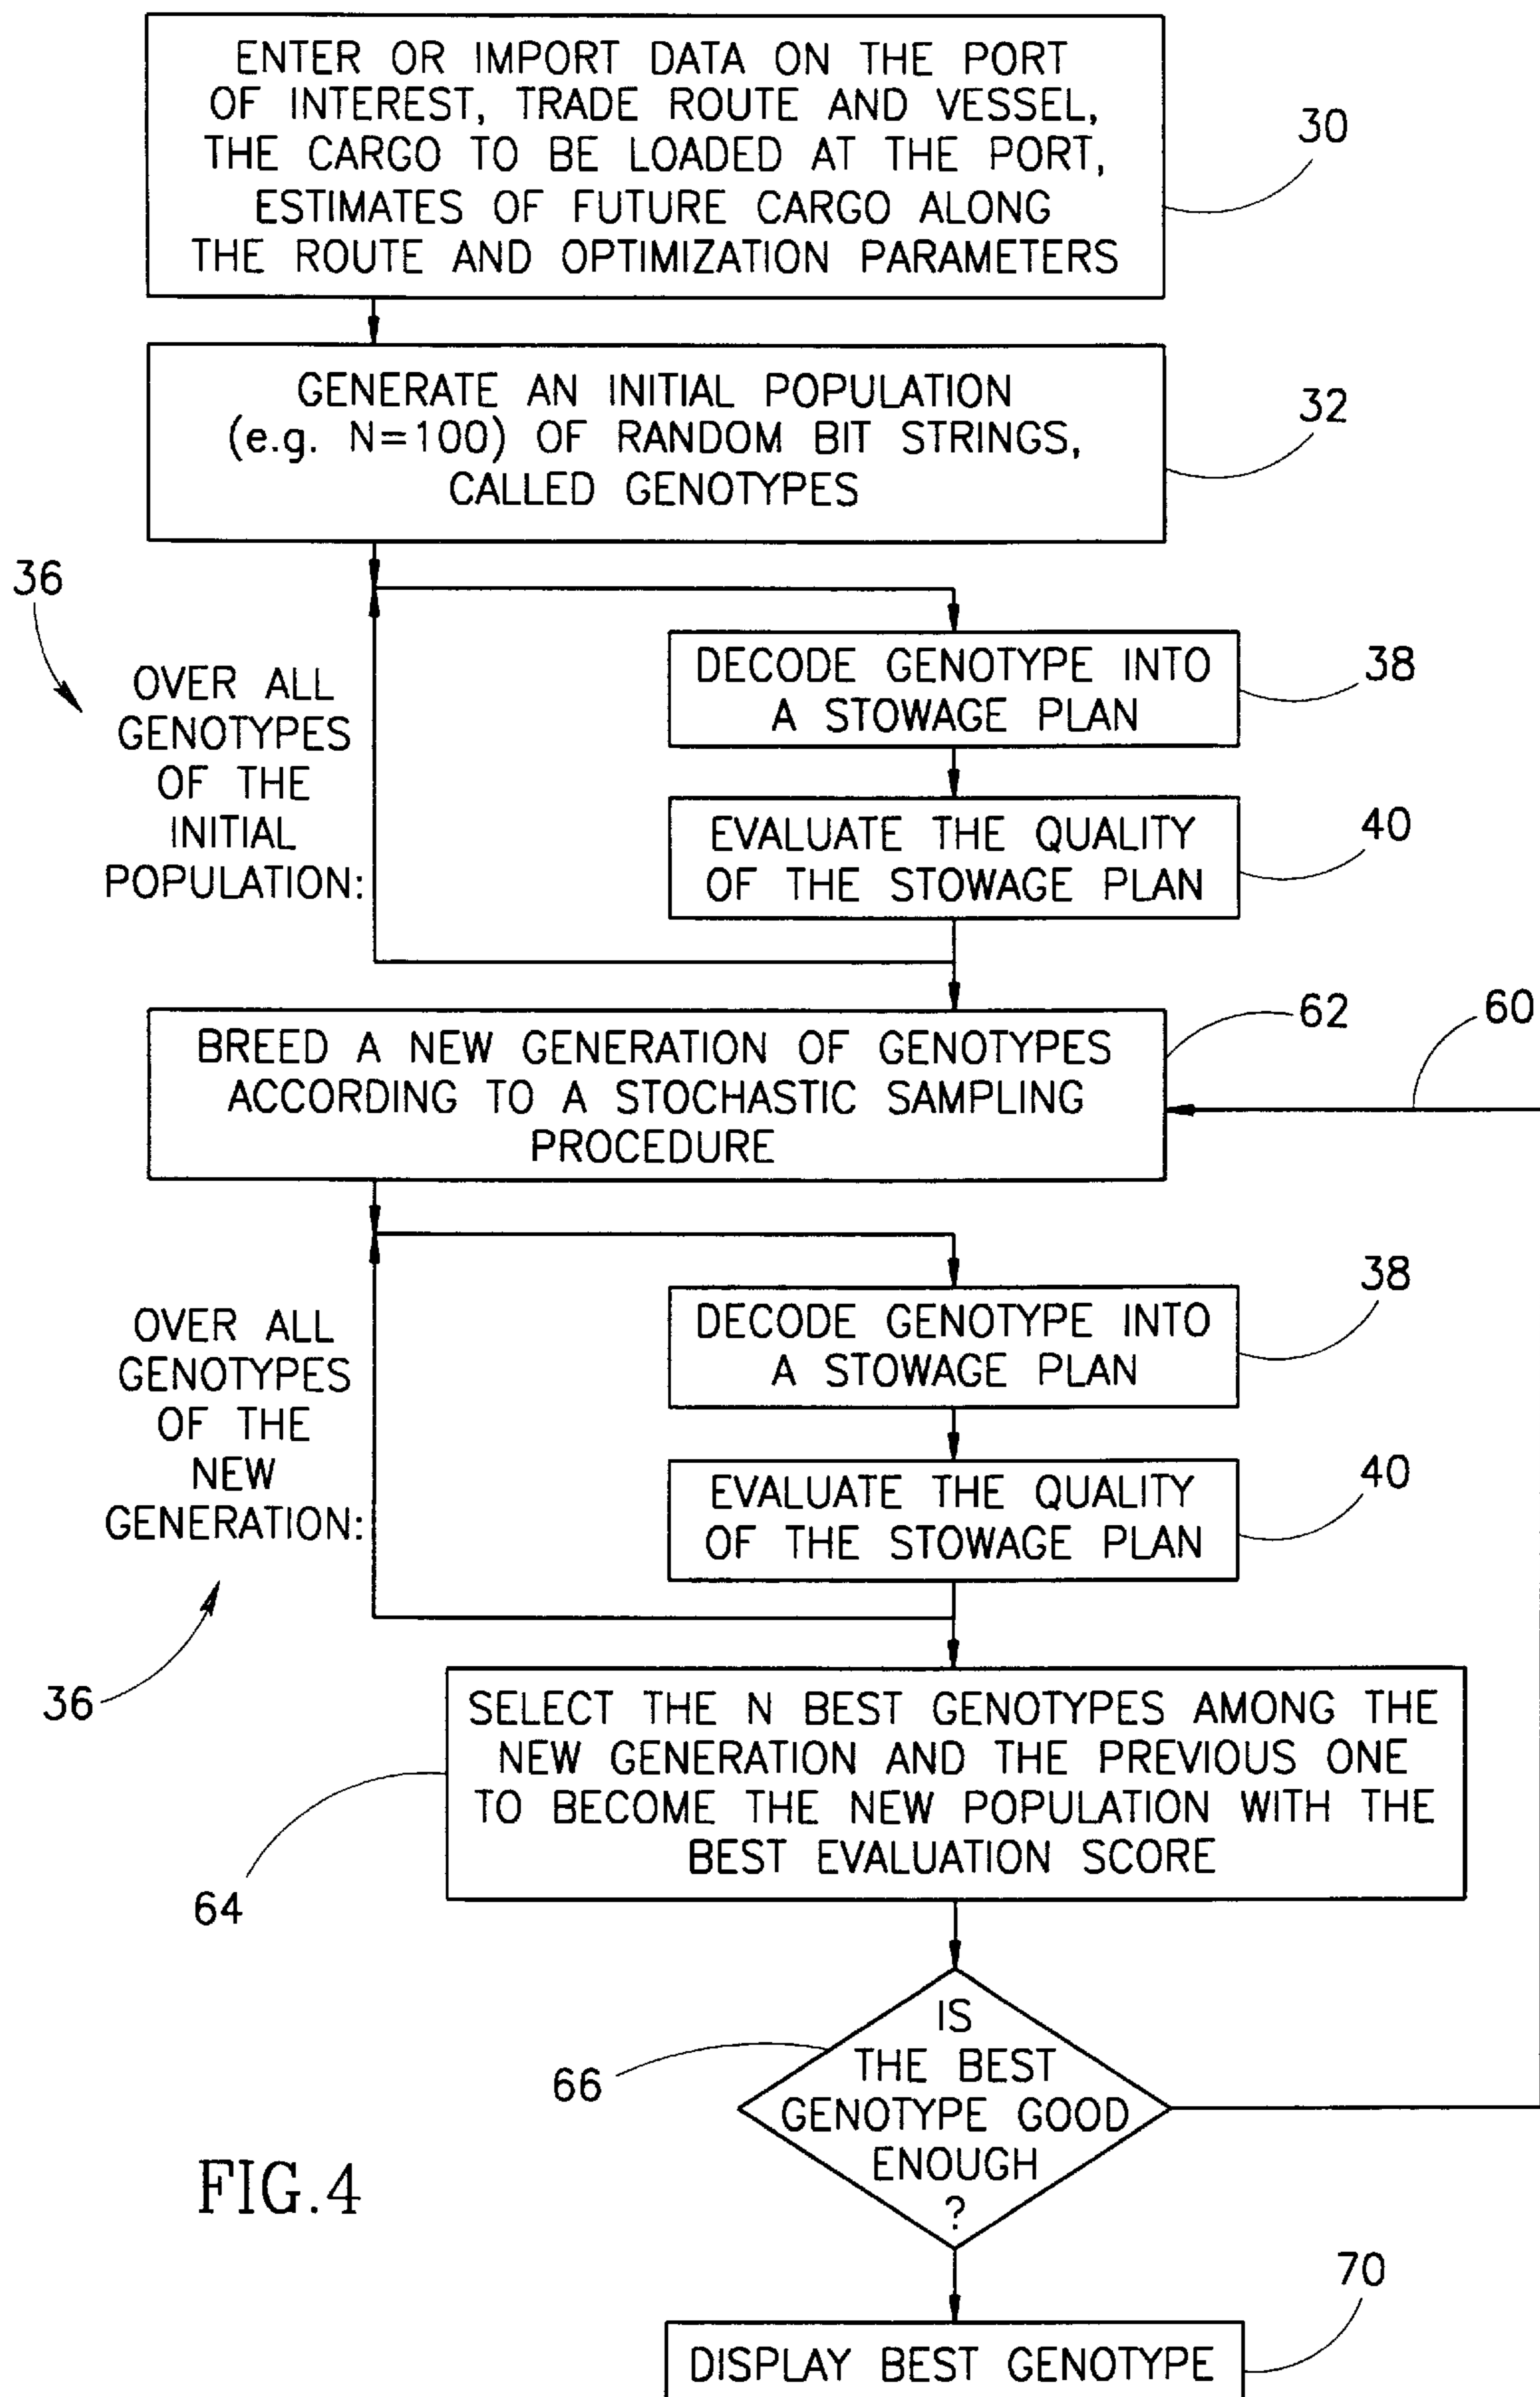 ENTER OR IMPORT DATA ON THE PORT
OF INTEREST, TRADE ROUTE AND VESSEL,
THE CARGO TO BE LOADED AT THE PORT,
ESTIMATES OF FUTURE CARGO ALONG
THE ROUTE AND OPTIMIZATION PARAMETERS
30
GENERATE AN INITIAL POPULATION
(e.g. N=100) OF RANDOM BIT STRINGS,
CALLED GENOTYPES
32
36
OVER ALL
GENOTYPES
OF THE
INITIAL
POPULATION:
DECODE GENOTYPE INTO
A STOWAGE PLAN
38
EVALUATE THE QUALITY
OF THE STOWAGE PLAN
40
BREED A NEW GENERATION OF GENOTYPES
ACCORDING TO A STOCHASTIC SAMPLING
PROCEDURE
62
60
OVER ALL
GENOTYPES
OF THE
NEW
GENERATION:
36
DECODE GENOTYPE INTO
A STOWAGE PLAN
38
EVALUATE THE QUALITY
OF THE STOWAGE PLAN
40
SELECT THE N BEST GENOTYPES AMONG THE
NEW GENERATION AND THE PREVIOUS ONE
TO BECOME THE NEW POPULATION WITH THE
BEST EVALUATION SCORE
64
IS
THE BEST
GENOTYPE GOOD
ENOUGH
?
66
FIG.4
70
DISPLAY BEST GENOTYPE